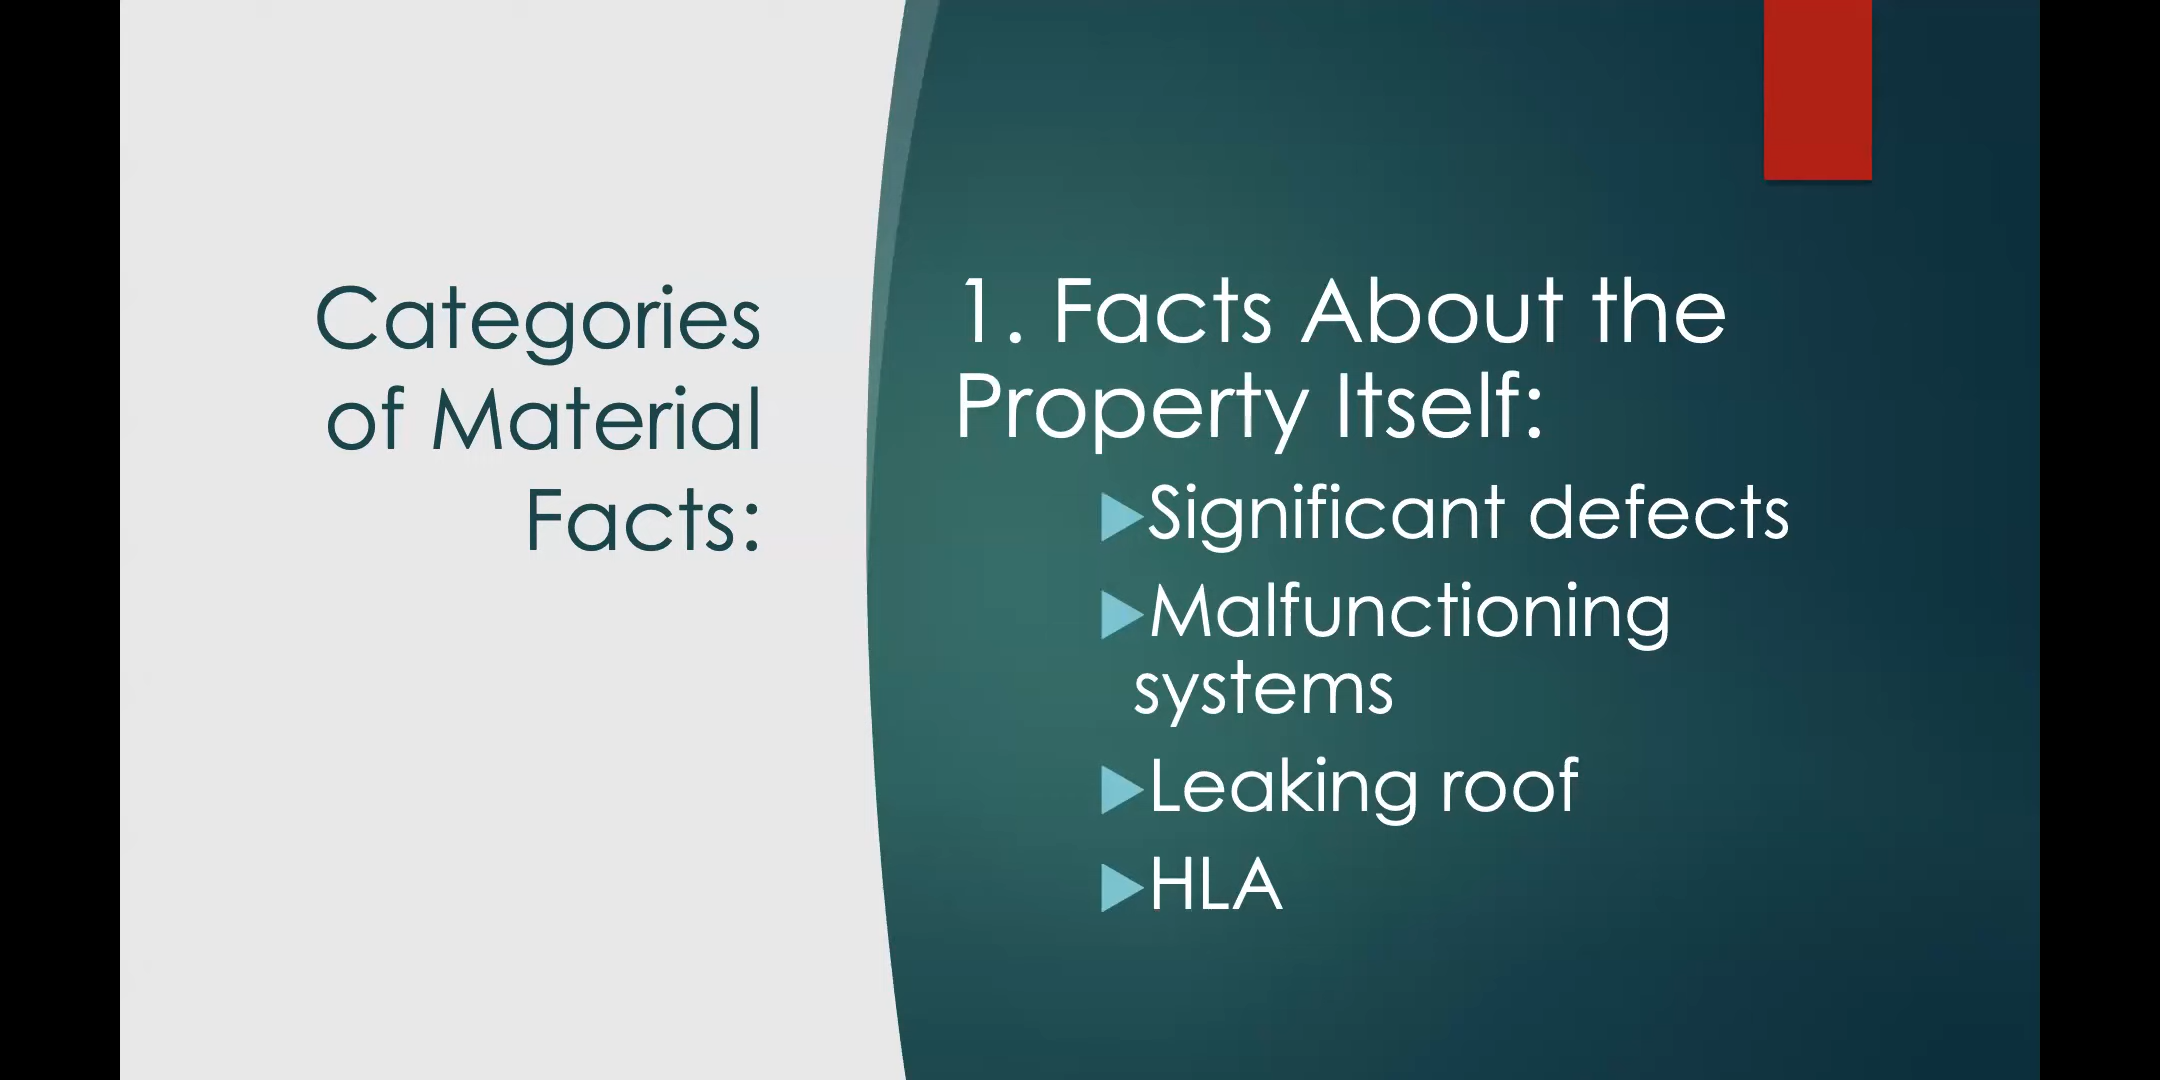 Categories
of Material
Facts:
1. Facts About the
Property Itself:
Significant defects
Malfunctioning
systems
Leaking roof
HLA